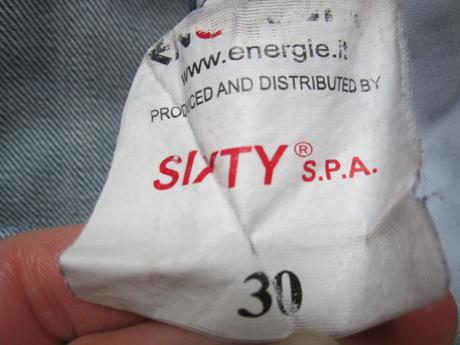 www.energie.it
PRODUCED AND DISTRIBUTED BY
SIXTY® S.P.A.
30